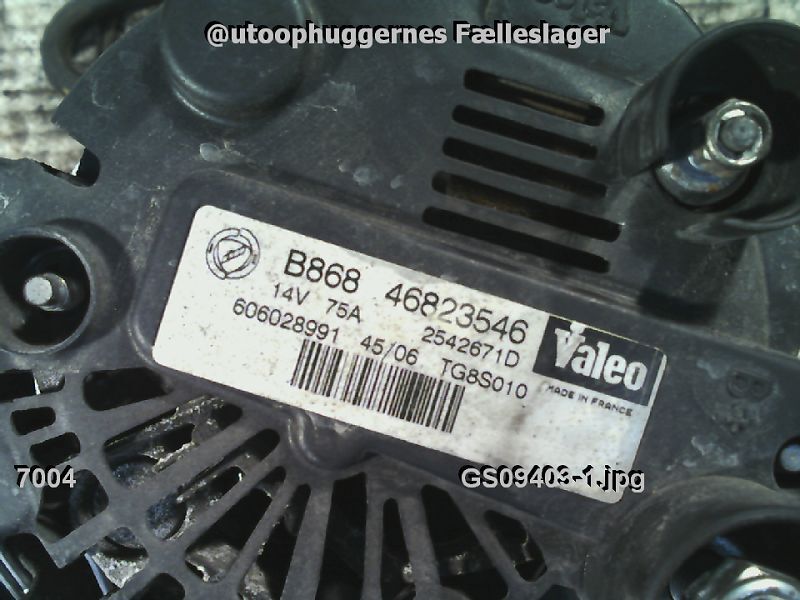 @utoophuggernes Fælleslager
B868 46823546
14V 75A 2542671D
606028991 45/06 TG8S010
Valeo
MADE IN FRANCE
7004
GS09403-1.jpg